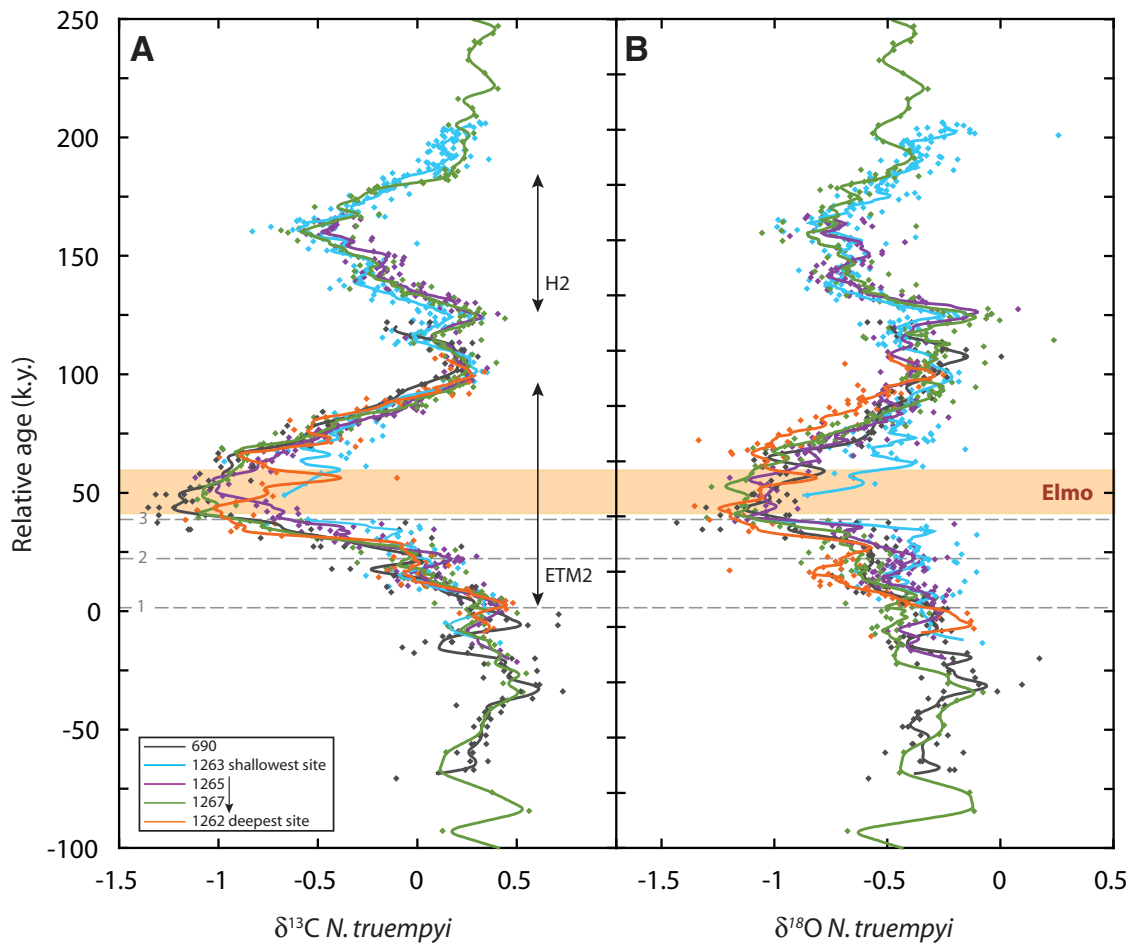 A
B
250
200
150
100
50
0
-50
-100
Relative age (k.y.)
H2
ETM2
Elmo
3
2
1
690
1263 shallowest site
1265
1267
1262 deepest site
-1.5 -1 -0.5 0 0.5
-1.5 -1 -0.5 0 0.5
δ¹³C N. truempyi
δ¹⁸O N. truempyi